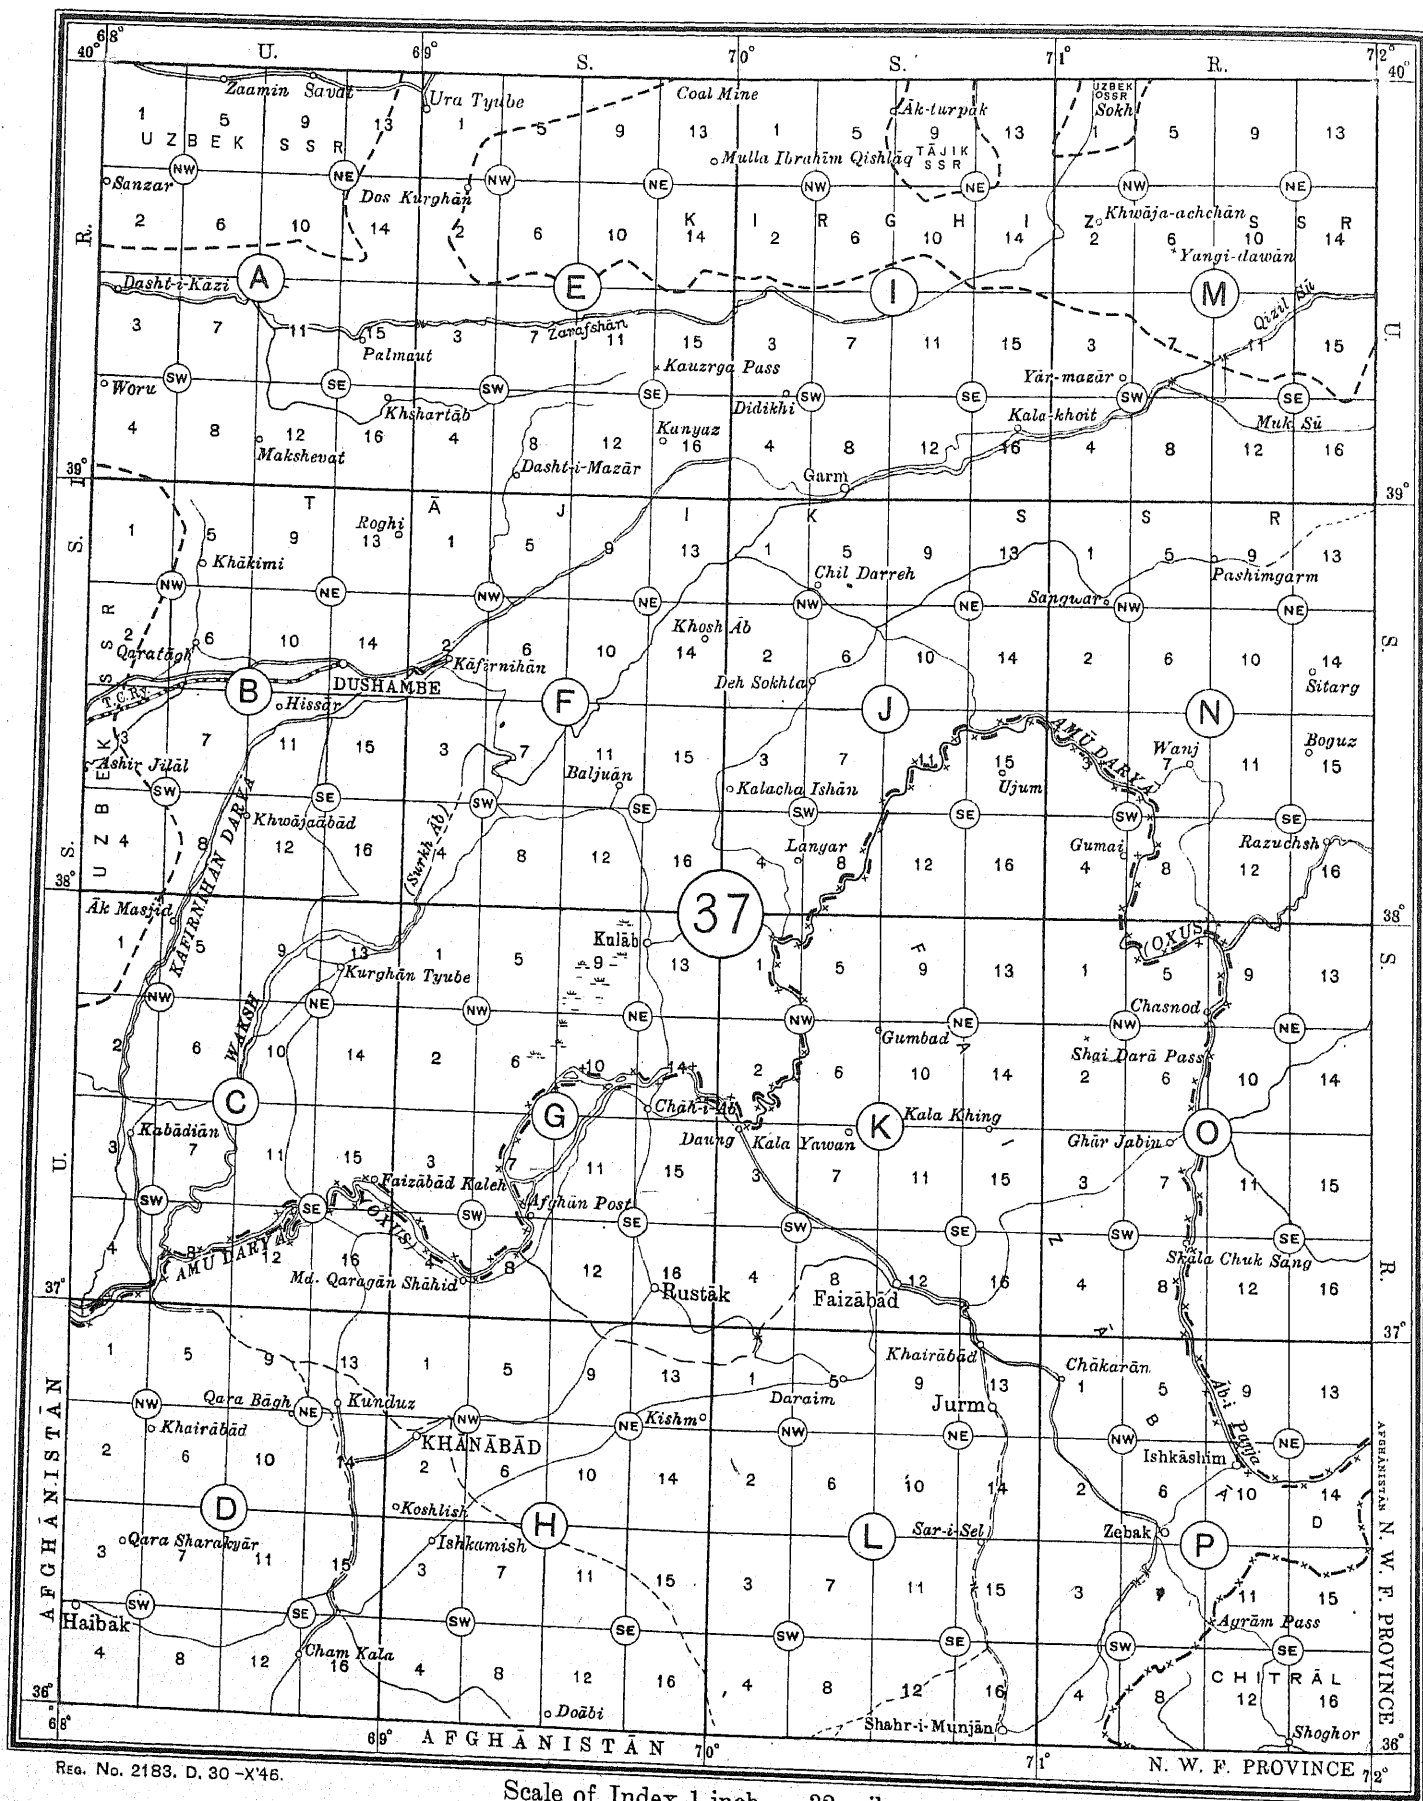 68°
69°
70°
71°
72°
40° U. S. S. R. 40°
Zaamin Savat
Ura Tyube
Coal Mine
Āk-turpak
UZBEK SSR
Sokh
1 5 9 13 1 5 9 13 1 5 9 13 1 5 9 13
UZBEK SSR
Mulla Ibrahīm Qishlāq
TĀJIK SSR
Sanzar
NW NE NW NE NW NE NW NE
Dos Kurghān
KIRGHIZ SSR
Khwāja-achchān
2 6 10 14 2 6 10 14 2 6 10 14 2 6 10 14
Yangi-dawān
R.
A E I M
Dasht-i-Kazi
Qizil Sū
U.
3 7 11 15 3 7 11 15 3 7 11 15 3 7 11 15
Zarafshān
Palmaut
Kauzrga Pass
Yār-mazār
Woru
SW SE SW SE SW SE SW SE
Khshartāb
Didikhi
Kala-khoit
Muk Sū
4 8 12 16 4 8 12 16 4 8 12 16 4 8 12 16
Makshevat
Kanyaz
Dasht-i-Mazār
Garm
39° 39°
TĀJIK SSR
Roghi
1 5 9 13 1 5 9 13 1 5 9 13 1 5 9 13
Khākimi
Chil Darreh
Pashimgarm
S.
NW NE NW NE NW NE NW NE
Sangwar
Khosh Āb
2 6 10 14 2 6 10 14 2 6 10 14 2 6 10 14
Qaratāgh
Kāfirnihān
Deh Sokhta
Sitarg
S.
DUSHAMBE
T.C.RY.
B F J N
Hissār
AMŪ DARYA
UZBEK SSR
Wanj
Boguz
3 7 11 15 3 7 11 15 3 7 11 15 3 7 11 15
Ashir Jilāl
Baljuān
Kalacha Ishān
Ujum
SW SE SW SE SW SE SW SE
Khwājaābād
(Surkh Āb)
Langar
Gumai
Razuchsh
4 8 12 16 4 8 12 16 4 8 12 16 4 8 12 16
S.
KĀFIRNIHĀN DARYA
38° 37 38°
Āk Masjid
Kulāb
(OXUS)
1 5 9 13 1 5 9 13 1 5 9 13 1 5 9 13
Kurghān Tyube
S.
WAKSH
Chasnod
NW NE NW NE NW NE NW NE
Gumbad
Shai Darā Pass
2 6 10 14 2 6 10 14 2 6 10 14 2 6 10 14
Chāh-i-Āb
C G K O
Kabādiān
Daung
Kala Yawan
Kala Khing
Ghār Jabin
U.
3 7 11 15 3 7 11 15 3 7 11 15 3 7 11 15
Faizābād Kaleh
Afghān Post
SW SE SW SE SW SE SW SE
AMŪ DARYA (OXUS)
Skāla Chuk Sang
4 8 12 16 4 8 12 16 4 8 12 16 4 8 12 16
Md. Qaragān Shāhid
Rustāk
Faizābād
R.
37° 37°
Khairābād
Chākarān
1 5 9 13 1 5 9 13 1 5 9 13 1 5 9 13
Daraim
Āb-i Panja
Qara Bāgh
Kunduz
Jurm
NW NE NW NE NW NE NW NE
Khairābād
KHĀNĀBĀD
Kishm
Ishkāshim
2 6 10 14 2 6 10 14 2 6 10 14 2 6 10 14
Koshlish
Sar-i-Sel
Zebak
D H L P
Qara Sharakyār
Ishkamish
3 7 11 15 3 7 11 15 3 7 11 15 3 7 11 15
Haibāk
SW SE SW SE SW SE SW SE
Agrām Pass
Cham Kala
CHITRĀL
4 8 12 16 4 8 12 16 4 8 12 16 4 8 12 16
Doābi
Shahr-i-Munjān
Shoghor
AFGHĀNISTĀN
AFGHĀNISTĀN N. W. F. PROVINCE
36° 36°
68° 69° AFGHĀNISTĀN 70° 71° N. W. F. PROVINCE 72°
REG. No. 2183. D. 30-X'46.
Scale of Index 1 inch